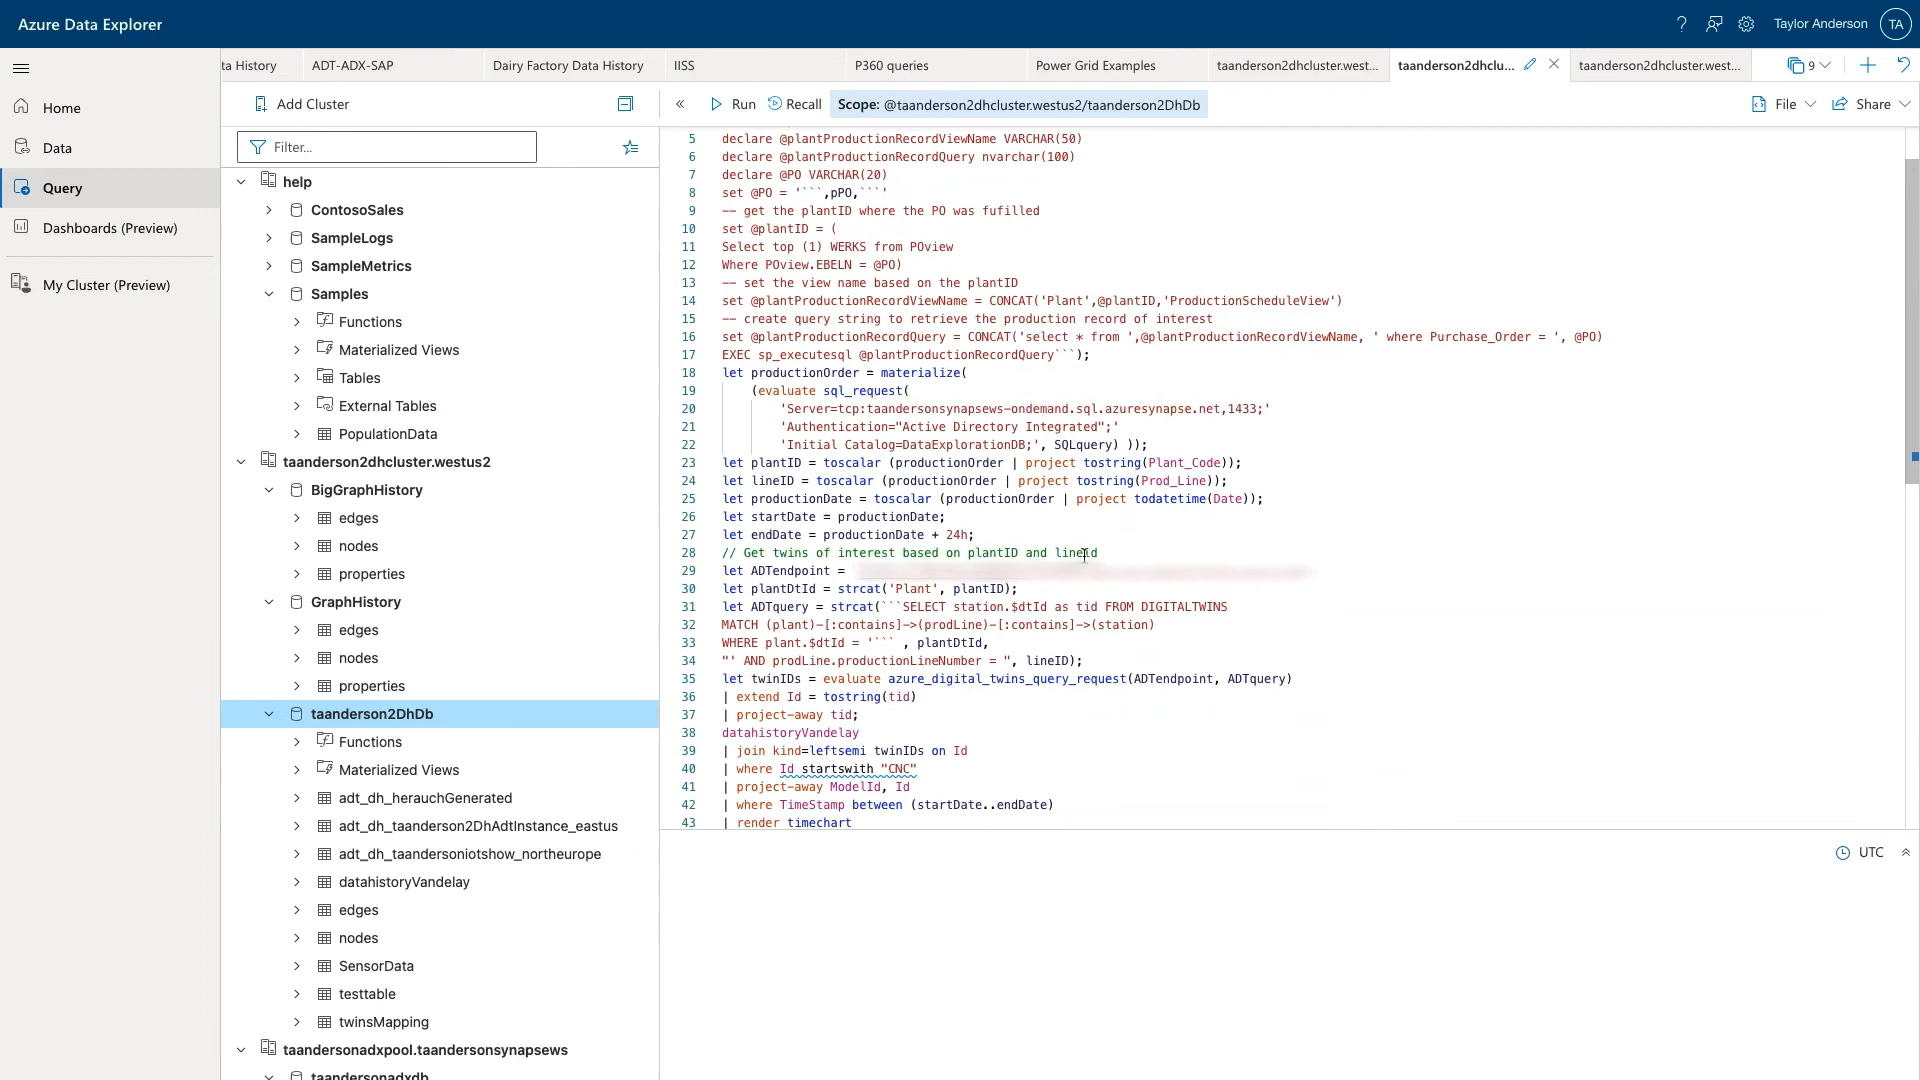 Azure Data Explorer
Taylor Anderson
TA
ta History
ADT-ADX-SAP
Dairy Factory Data History
IISS
P360 queries
Power Grid Examples
taanderson2dhcluster.west...
taanderson2dhclu...
taanderson2dhcluster.west...
9
Home
Data
Query
Dashboards (Preview)
My Cluster (Preview)
Add Cluster
Filter...
help
ContosoSales
SampleLogs
SampleMetrics
Samples
Functions
Materialized Views
Tables
External Tables
PopulationData
taanderson2dhcluster.westus2
BigGraphHistory
edges
nodes
properties
GraphHistory
edges
nodes
properties
taanderson2DhDb
Functions
Materialized Views
adt_dh_herauchGenerated
adt_dh_taanderson2DhAdtInstance_eastus
adt_dh_taandersoniotshow_northeurope
datahistoryVandelay
edges
nodes
SensorData
testtable
twinsMapping
taandersonadxpool.taandersonsynapsews
taandersonadxdb
Run
Recall
Scope: @taanderson2dhcluster.westus2/taanderson2DhDb
File
Share
5 declare @plantProductionRecordViewName VARCHAR(50)
6 declare @plantProductionRecordQuery nvarchar(100)
7 declare @PO VARCHAR(20)
8 set @PO = '```,pPO,```'
9 -- get the plantID where the PO was fufilled
10 set @plantID = (
11 Select top (1) WERKS from POview
12 Where POview.EBELN = @PO)
13 -- set the view name based on the plantID
14 set @plantProductionRecordViewName = CONCAT('Plant',@plantID,'ProductionScheduleView')
15 -- create query string to retrieve the production record of interest
16 set @plantProductionRecordQuery = CONCAT('select * from ',@plantProductionRecordViewName, ' where Purchase_Order = ', @PO)
17 EXEC sp_executesql @plantProductionRecordQuery```);
18 let productionOrder = materialize(
19 (evaluate sql_request(
20 'Server=tcp:taandersonsynapsews-ondemand.sql.azuresynapse.net,1433;'
21 'Authentication="Active Directory Integrated";'
22 'Initial Catalog=DataExplorationDB;', SQLquery) ));
23 let plantID = toscalar (productionOrder | project tostring(Plant_Code));
24 let lineID = toscalar (productionOrder | project tostring(Prod_Line));
25 let productionDate = toscalar (productionOrder | project todatetime(Date));
26 let startDate = productionDate;
27 let endDate = productionDate + 24h;
28 // Get twins of interest based on plantID and lineId
29 let ADTendpoint =
30 let plantDtId = strcat('Plant', plantID);
31 let ADTquery = strcat(```SELECT station.$dtId as tid FROM DIGITALTWINS
32 MATCH (plant)-[:contains]->(prodLine)-[:contains]->(station)
33 WHERE plant.$dtId = '``` , plantDtId,
34 "' AND prodLine.productionLineNumber = ", lineID);
35 let twinIDs = evaluate azure_digital_twins_query_request(ADTendpoint, ADTquery)
36 | extend Id = tostring(tid)
37 | project-away tid;
38 datahistoryVandelay
39 | join kind=leftsemi twinIDs on Id
40 | where Id startswith "CNC"
41 | project-away ModelId, Id
42 | where TimeStamp between (startDate..endDate)
43 | render timechart
UTC